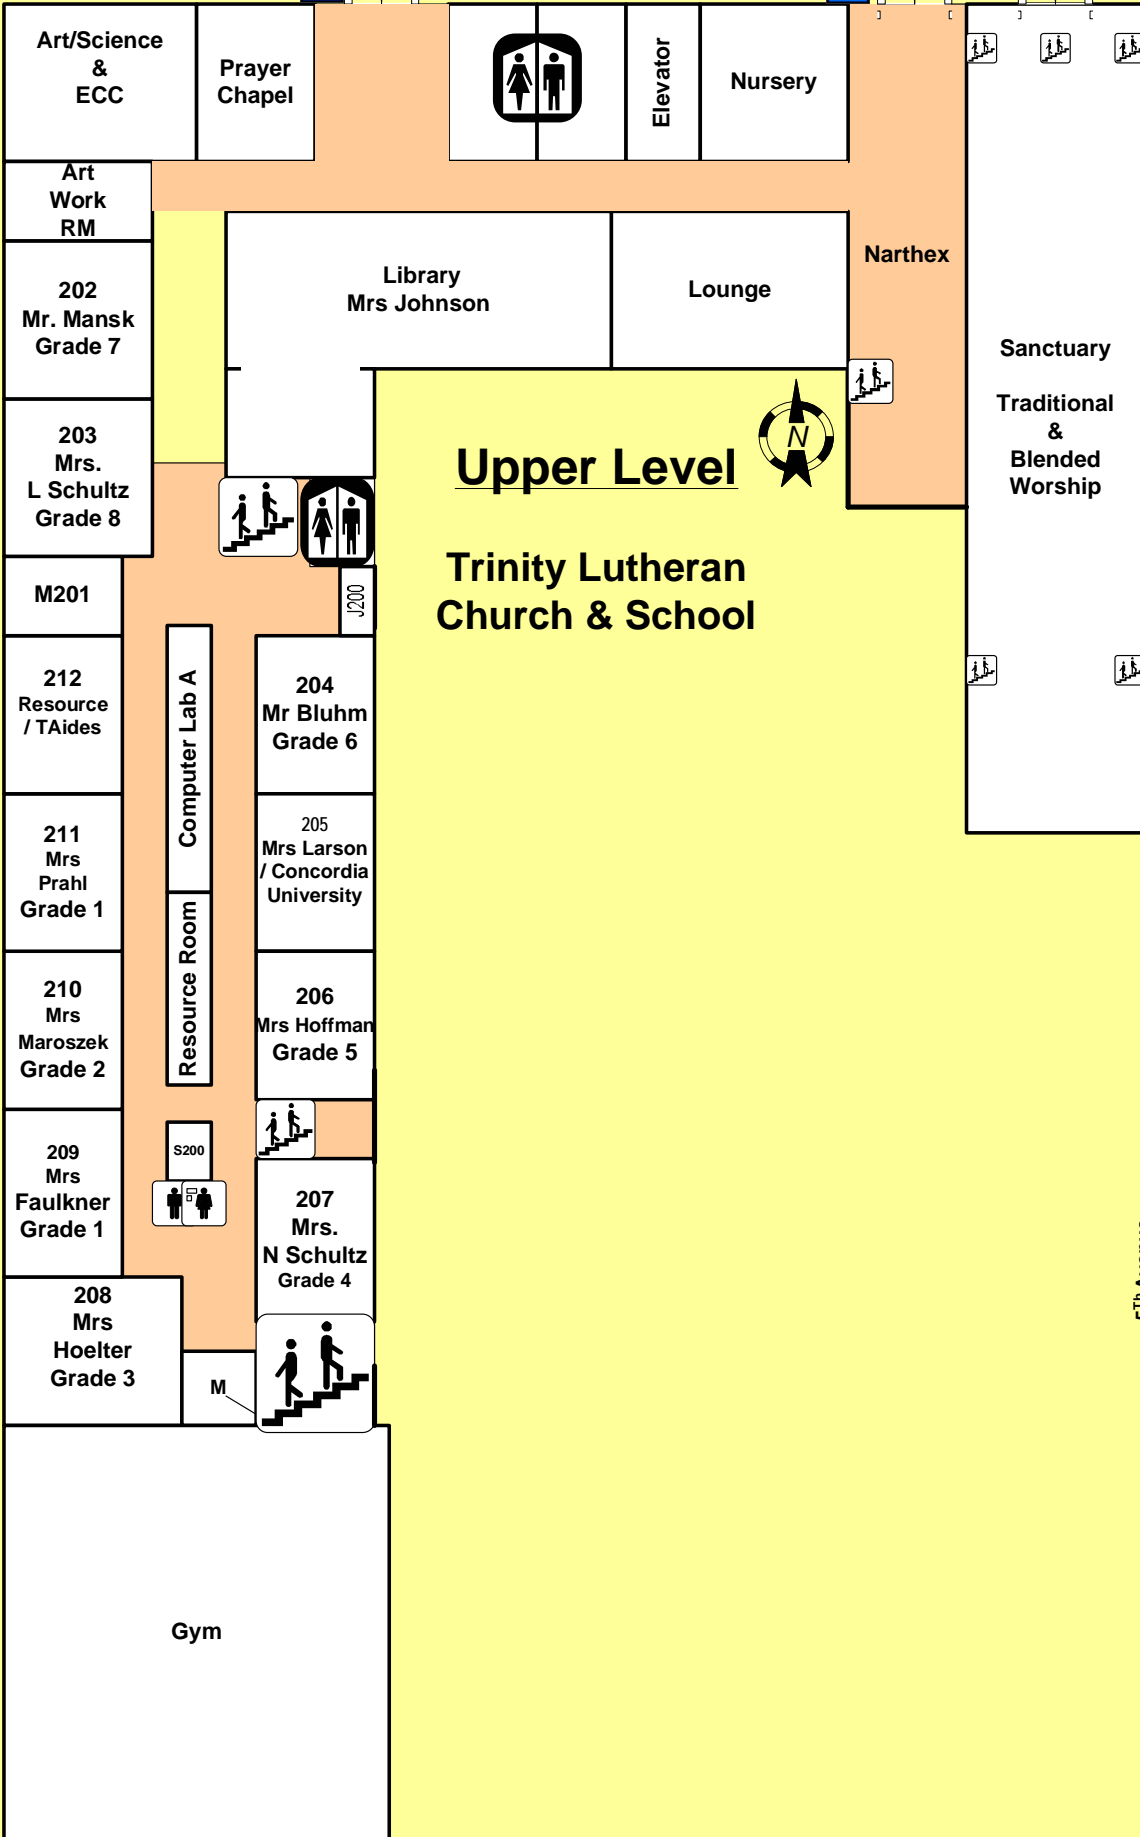 Art/Science
&
ECC
Prayer
Chapel
Elevator
Nursery
Art
Work
RM
Narthex
Library
Mrs Johnson
Lounge
202
Mr. Mansk
Grade 7
Sanctuary
Traditional
&
Blended
Worship
203
Mrs.
L Schultz
Grade 8
N
Upper Level
Trinity Lutheran
Church & School
M201
J200
212
Resource
/ TAides
Computer Lab A
204
Mr Bluhm
Grade 6
211
Mrs
Prahl
Grade 1
205
Mrs Larson
/ Concordia
University
Resource Room
210
Mrs
Maroszek
Grade 2
206
Mrs Hoffman
Grade 5
209
Mrs
Faulkner
Grade 1
S200
207
Mrs.
N Schultz
Grade 4
208
Mrs
Hoelter
Grade 3
M
Gym